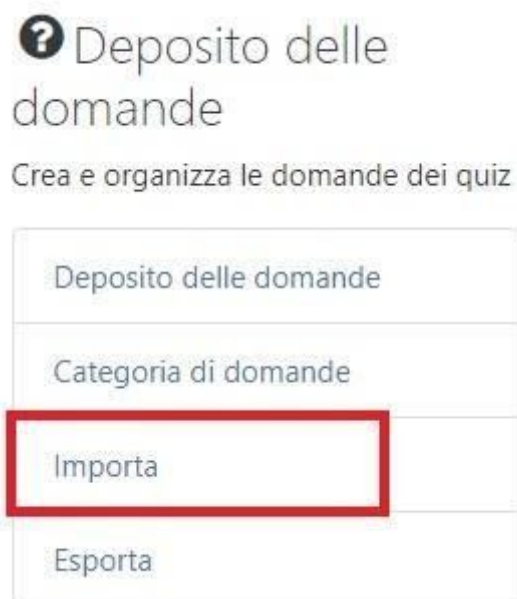 Deposito delle
domande
Crea e organizza le domande dei quiz
Deposito delle domande
Categoria di domande
Importa
Esporta